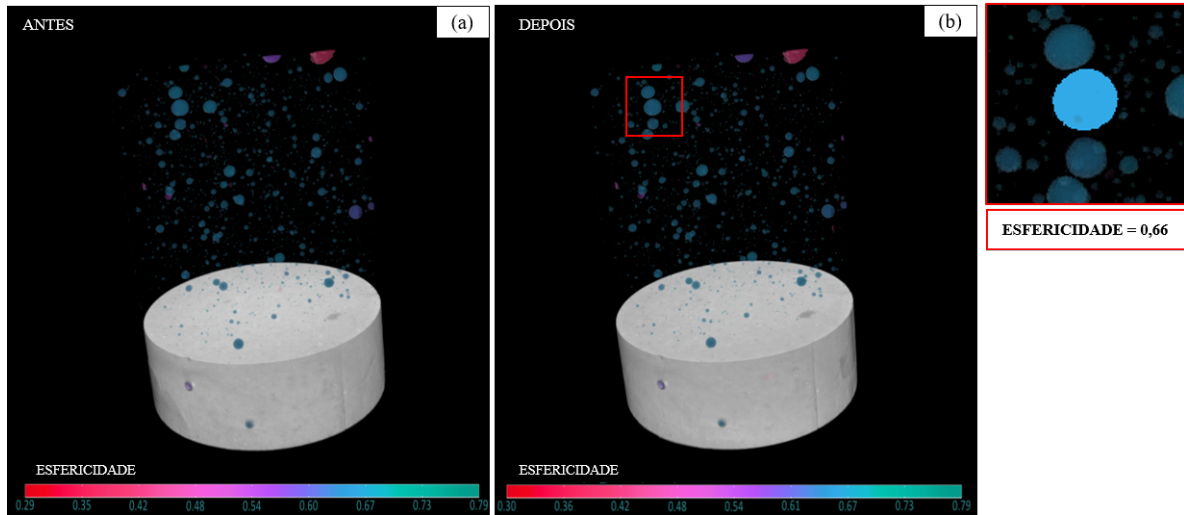 ANTES
(a)
DEPOIS
(b)
ESFERICIDADE = 0,66
ESFERICIDADE
0.29 0.35 0.42 0.48 0.54 0.60 0.67 0.73 0.79
ESFERICIDADE
0.30 0.36 0.42 0.48 0.54 0.61 0.67 0.73 0.79